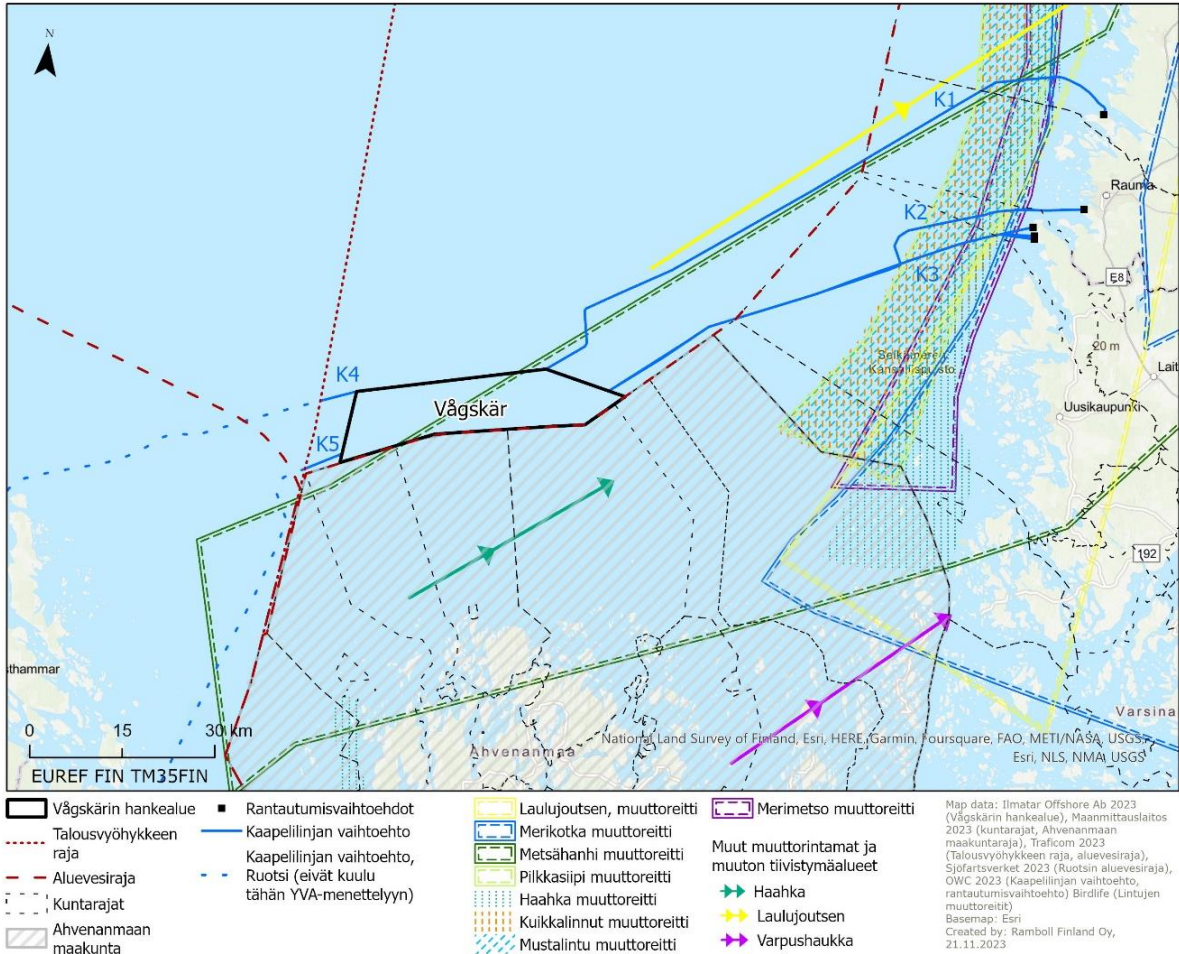 N
K1
Rauma
K2
K3
E8
20 m
Selkämeren
Kansallispuisto
Lait
Uusikaupunki
K4
Vågskär
K5
192
sthammar
0 15 30 km
EUREF FIN TM35FIN
Ahvenanmaa
Varsina
National Land Survey of Finland, Esri, HERE, Garmin, Foursquare, FAO, METI/NASA, USGS,
Esri, NLS, NMA, USGS
Vågskärin hankealue
Talousvyöhykkeen
raja
Aluevesiraja
Kuntarajat
Ahvenanmaan
maakunta
Rantautumisvaihtoehdot
Kaapelilinjan vaihtoehto
Kaapelilinjan vaihtoehto,
Ruotsi (eivät kuulu
tähän YVA-menettelyyn)
Laulujoutsen, muuttoreitti
Merikotka muuttoreitti
Metsähanhi muuttoreitti
Pilkkasiipi muuttoreitti
Haahka muuttoreitti
Kuikkalinnut muuttoreitti
Mustalintu muuttoreitti
Merimetso muuttoreitti
Muut muuttorintamat ja
muuton tiivistymäalueet
Haahka
Laulujoutsen
Varpushaukka
Map data: Ilmatar Offshore Ab 2023
(Vågskärin hankealue), Maanmittauslaitos
2023 (kuntarajat, Ahvenanmaan
maakuntaraja), Traficom 2023
(Talousvyöhykkeen raja, aluevesiraja),
Sjöfartsverket 2023 (Ruotsin aluevesiraja),
OWC 2023 (Kaapelilinjan vaihtoehto,
rantautumisvaihtoehto) Birdlife (Lintujen
muuttoreitit)
Basemap: Esri
Created by: Ramboll Finland Oy,
21.11.2023